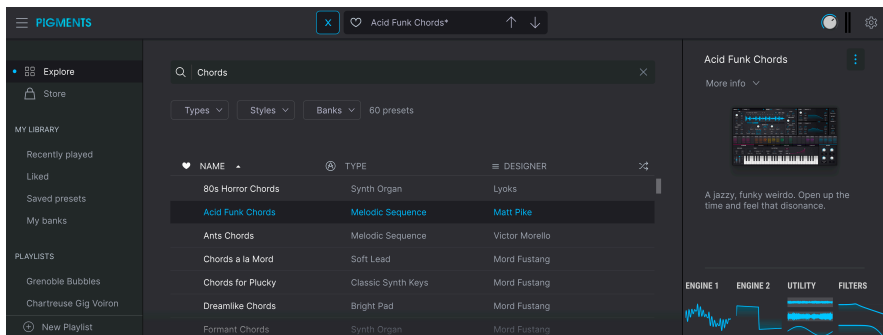 PIGMENTS
X
Acid Funk Chords*
Explore
Store
MY LIBRARY
Recently played
Liked
Saved presets
My banks
PLAYLISTS
Grenoble Bubbles
Chartreuse Gig Voiron
New Playlist
Chords
Types
Styles
Banks
60 presets
NAME TYPE DESIGNER
80s Horror Chords Synth Organ Lyoks
Acid Funk Chords Melodic Sequence Matt Pike
Ants Chords Melodic Sequence Victor Morello
Chords a la Mord Soft Lead Mord Fustang
Chords for Plucky Classic Synth Keys Mord Fustang
Dreamlike Chords Bright Pad Mord Fustang
Formant Chords Synth Organ Mord Fustang
Acid Funk Chords
More info
A jazzy, funky weirdo. Open up the
time and feel that disonance.
ENGINE 1 ENGINE 2 UTILITY FILTERS